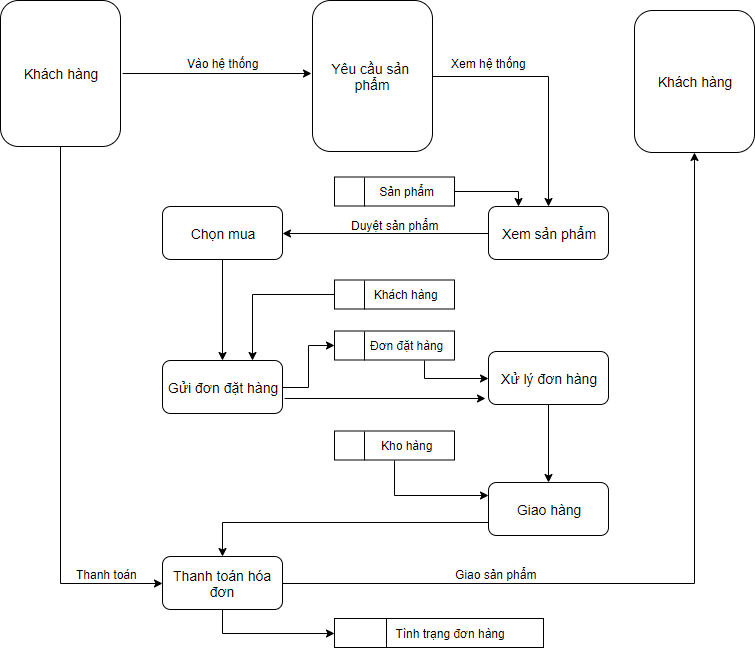 Khách hàng
Vào hệ thống
Yêu cầu sản
phẩm
Xem hệ thống
Khách hàng
Sản phẩm
Chọn mua
Duyệt sản phẩm
Xem sản phẩm
Khách hàng
Đơn đặt hàng
Gửi đơn đặt hàng
Xử lý đơn hàng
Kho hàng
Giao hàng
Thanh toán
Thanh toán hóa
đơn
Giao sản phẩm
Tình trạng đơn hàng